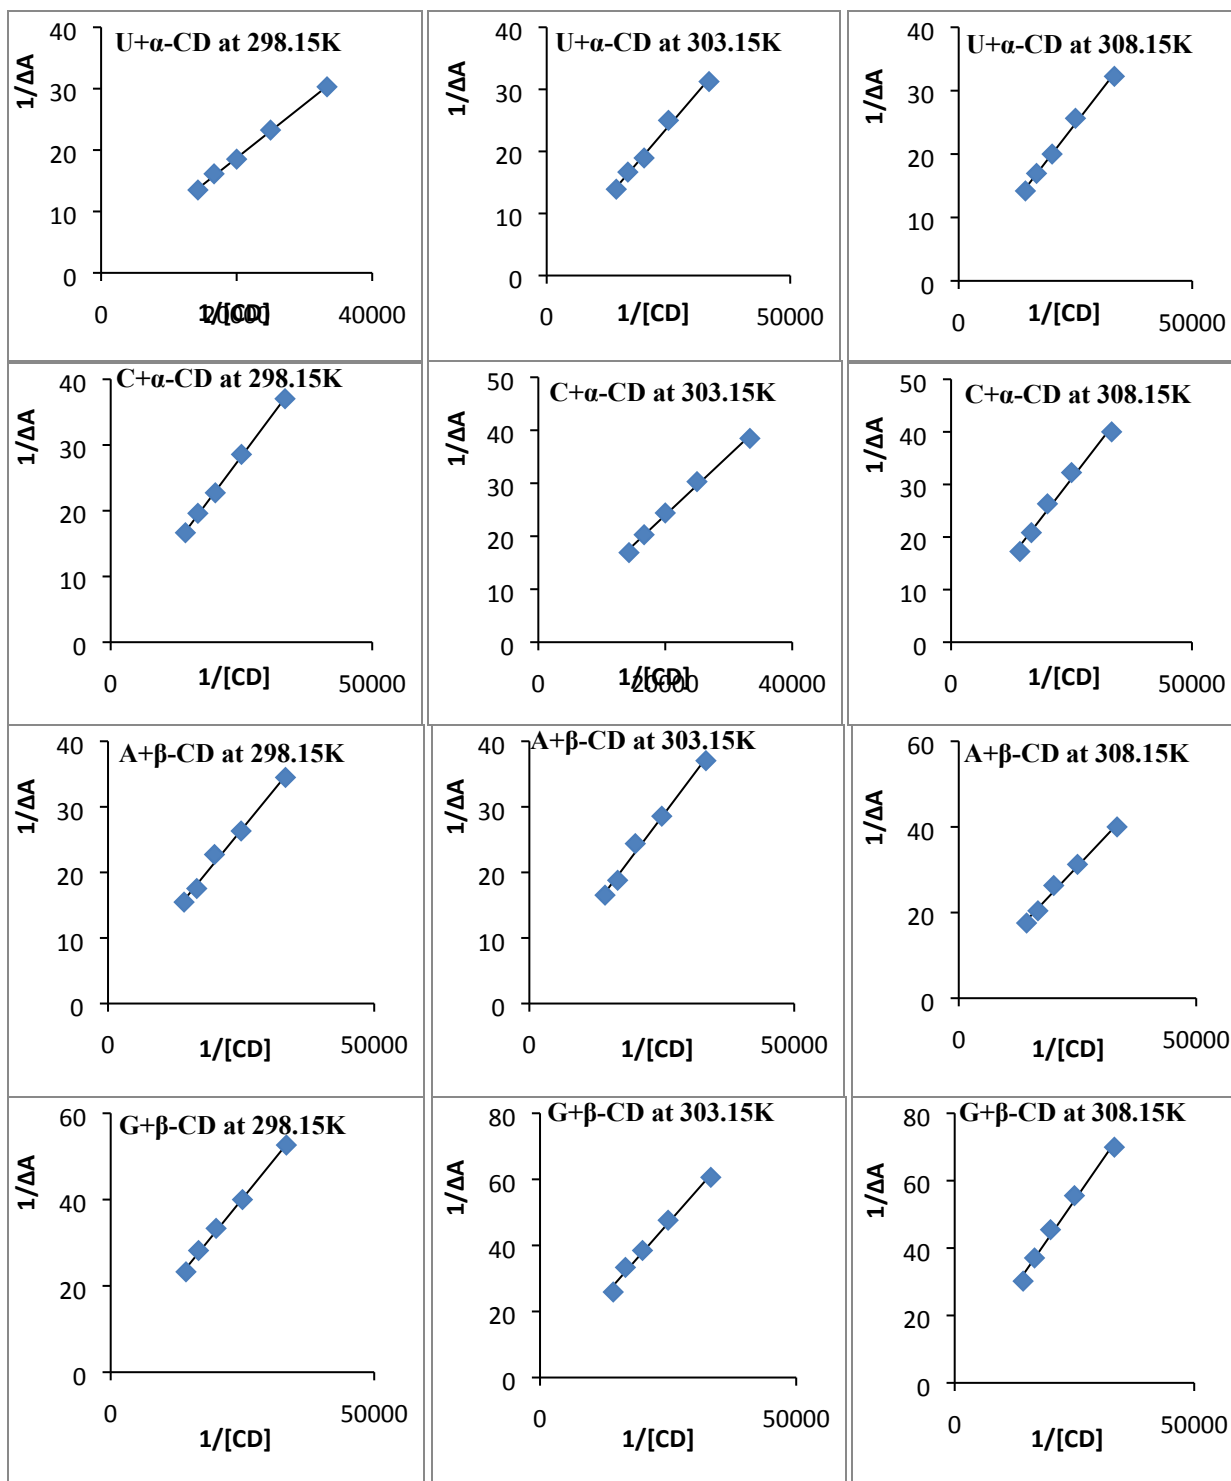 U+α-CD at 298.15K
1/ΔA
40
30
20
10
0
0 20000 40000
1/[CD]
U+α-CD at 303.15K
1/ΔA
40
30
20
10
0
0 50000
1/[CD]
U+α-CD at 308.15K
1/ΔA
40
30
20
10
0
0 50000
1/[CD]
C+α-CD at 298.15K
1/ΔA
40
30
20
10
0
0 50000
1/[CD]
C+α-CD at 303.15K
1/ΔA
50
40
30
20
10
0
0 20000 40000
1/[CD]
C+α-CD at 308.15K
1/ΔA
50
40
30
20
10
0
0 50000
1/[CD]
A+β-CD at 298.15K
1/ΔA
40
30
20
10
0
0 50000
1/[CD]
A+β-CD at 303.15K
1/ΔA
40
30
20
10
0
0 50000
1/[CD]
A+β-CD at 308.15K
1/ΔA
60
40
20
0
0 50000
1/[CD]
G+β-CD at 298.15K
1/ΔA
60
40
20
0
0 50000
1/[CD]
G+β-CD at 303.15K
1/ΔA
80
60
40
20
0
0 50000
1/[CD]
G+β-CD at 308.15K
1/ΔA
80
60
40
20
0
0 50000
1/[CD]